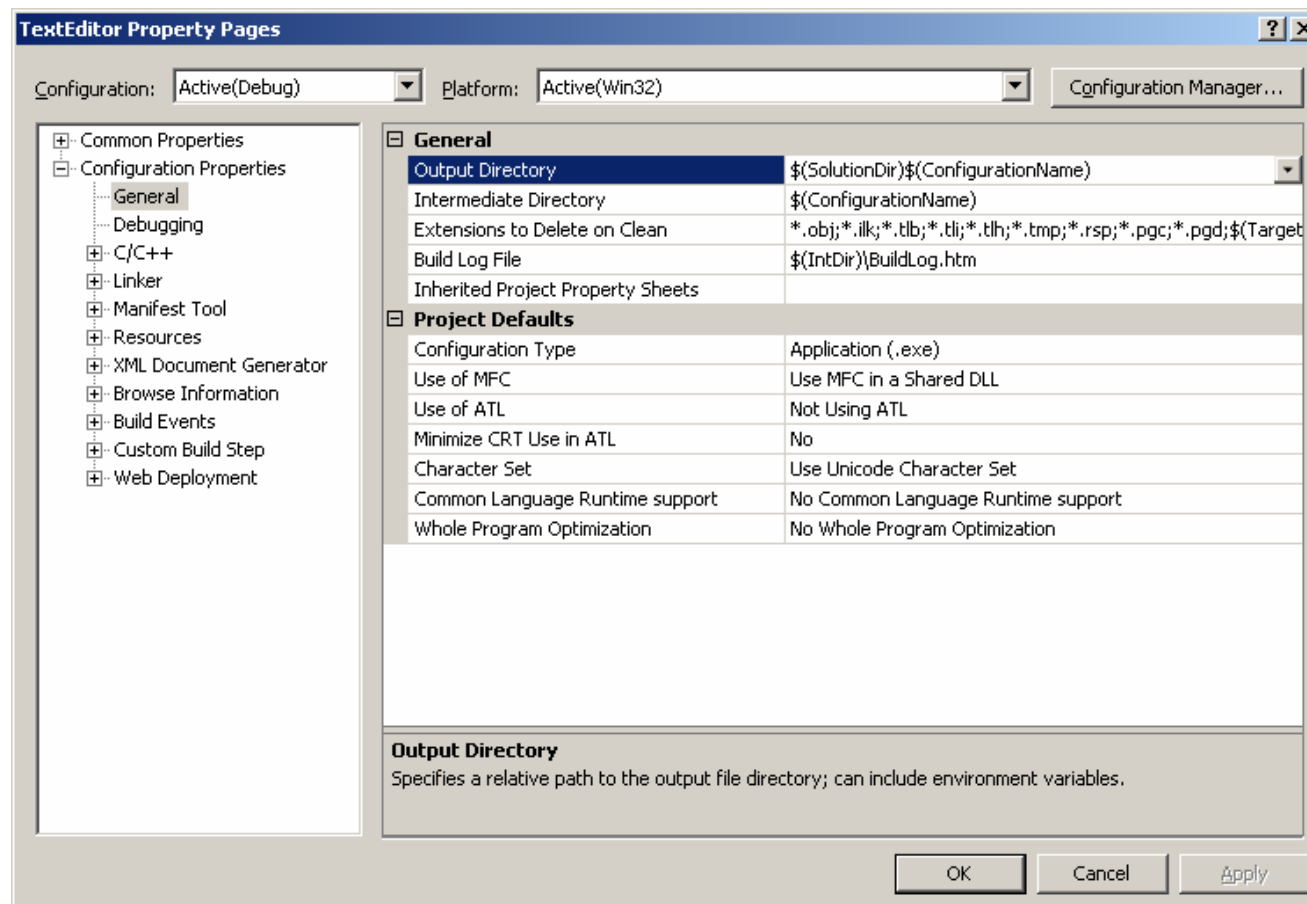 TextEditor Property Pages
Configuration: Active(Debug) Platform: Active(Win32) Configuration Manager...
Common Properties
Configuration Properties
General
Debugging
C/C++
Linker
Manifest Tool
Resources
XML Document Generator
Browse Information
Build Events
Custom Build Step
Web Deployment
General
Output Directory $(SolutionDir)$(ConfigurationName)
Intermediate Directory $(ConfigurationName)
Extensions to Delete on Clean *.obj;*.ilk;*.tlb;*.tli;*.tlh;*.tmp;*.rsp;*.pgc;*.pgd;$(Target
Build Log File $(IntDir)\BuildLog.htm
Inherited Project Property Sheets
Project Defaults
Configuration Type Application (.exe)
Use of MFC Use MFC in a Shared DLL
Use of ATL Not Using ATL
Minimize CRT Use in ATL No
Character Set Use Unicode Character Set
Common Language Runtime support No Common Language Runtime support
Whole Program Optimization No Whole Program Optimization
Output Directory
Specifies a relative path to the output file directory; can include environment variables.
OK Cancel Apply